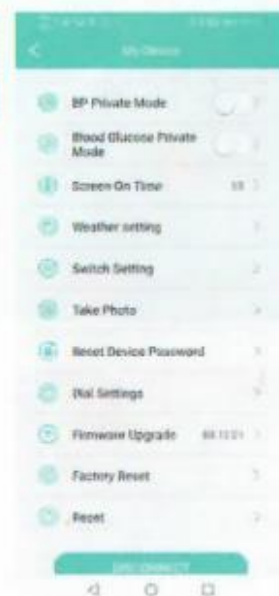 My Device
BP Private Mode
Blood Glucose Private
Mode
Screen On Time
Weather setting
Switch Setting
Take Photo
Reset Device Password
Dial Settings
Firmware Upgrade
Factory Reset
Reset
DISCONNECT